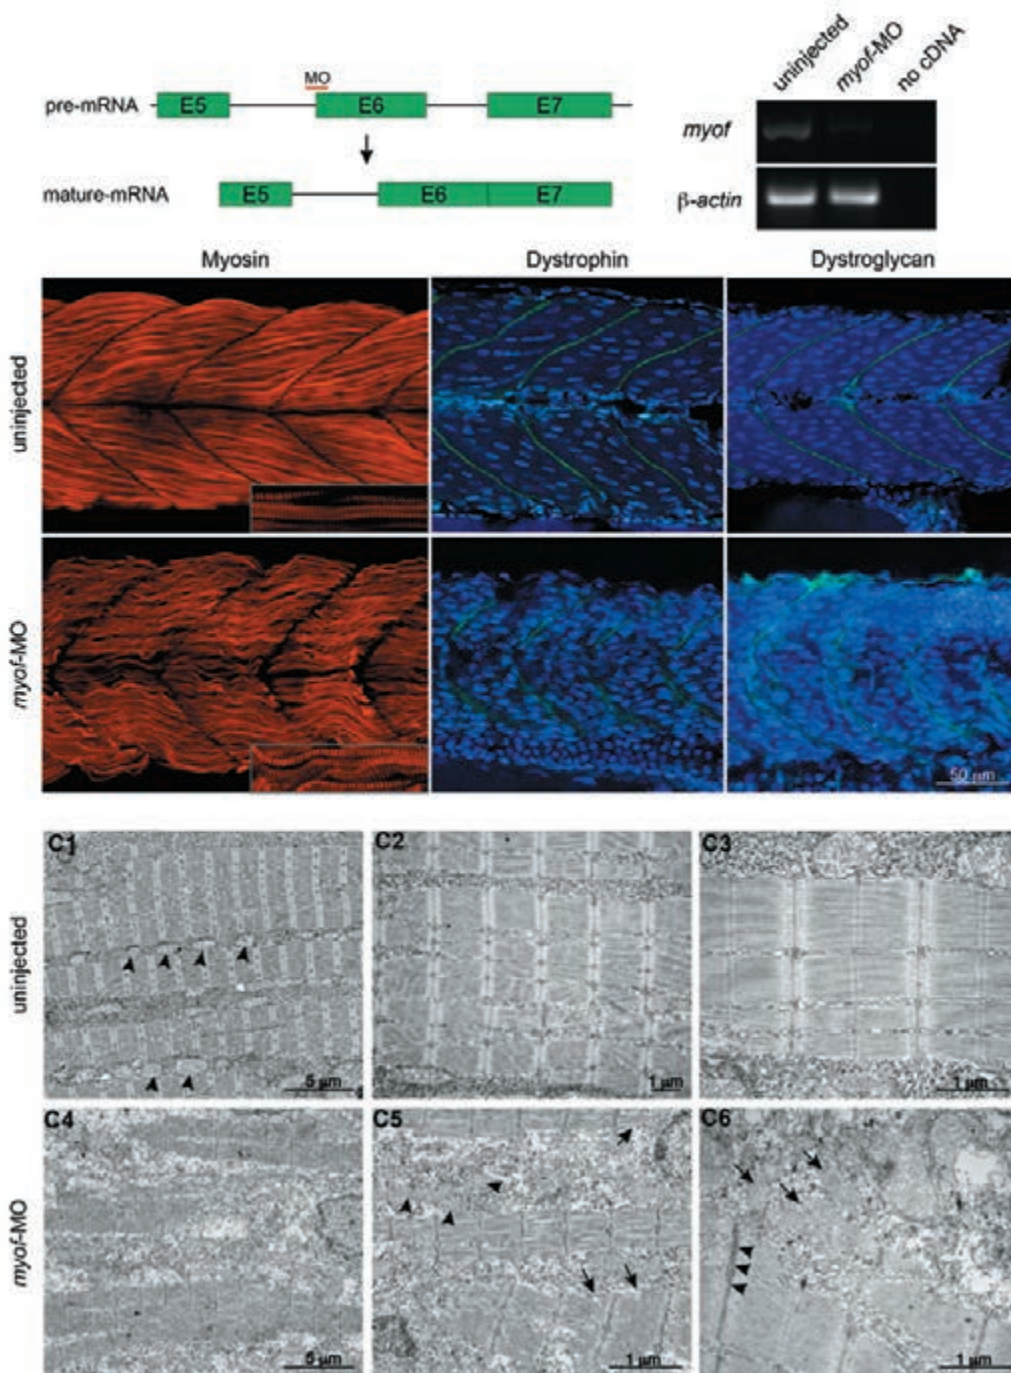 uninjected
myof-MO
no cDNA
MO
pre-mRNA E5 E6 E7
myof
mature-mRNA E5 E6 E7
β-actin
Myosin Dystrophin Dystroglycan
uninjected
myof-MO
50 µm
C1 C2 C3
uninjected
5 µm 1 µm 1 µm
C4 C5 C6
myof-MO
5 µm 1 µm 1 µm